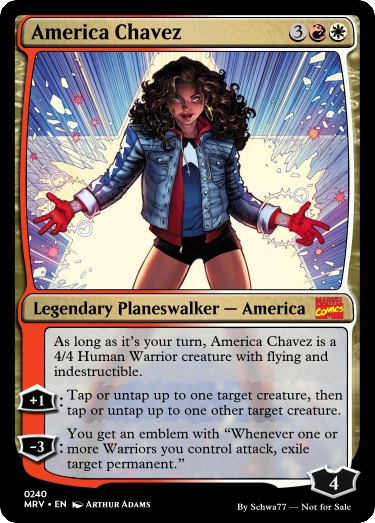 America Chavez 3
Legendary Planeswalker — America MARVEL COMICS
As long as it's your turn, America Chavez is a
4/4 Human Warrior creature with flying and
indestructible.
+1: Tap or untap up to one target creature, then
tap or untap up to one other target creature.
-3: You get an emblem with “Whenever one or
more Warriors you control attack, exile
target permanent.”
4
0240
MRV • EN Arthur Adams
By Schwa77 — Not for Sale